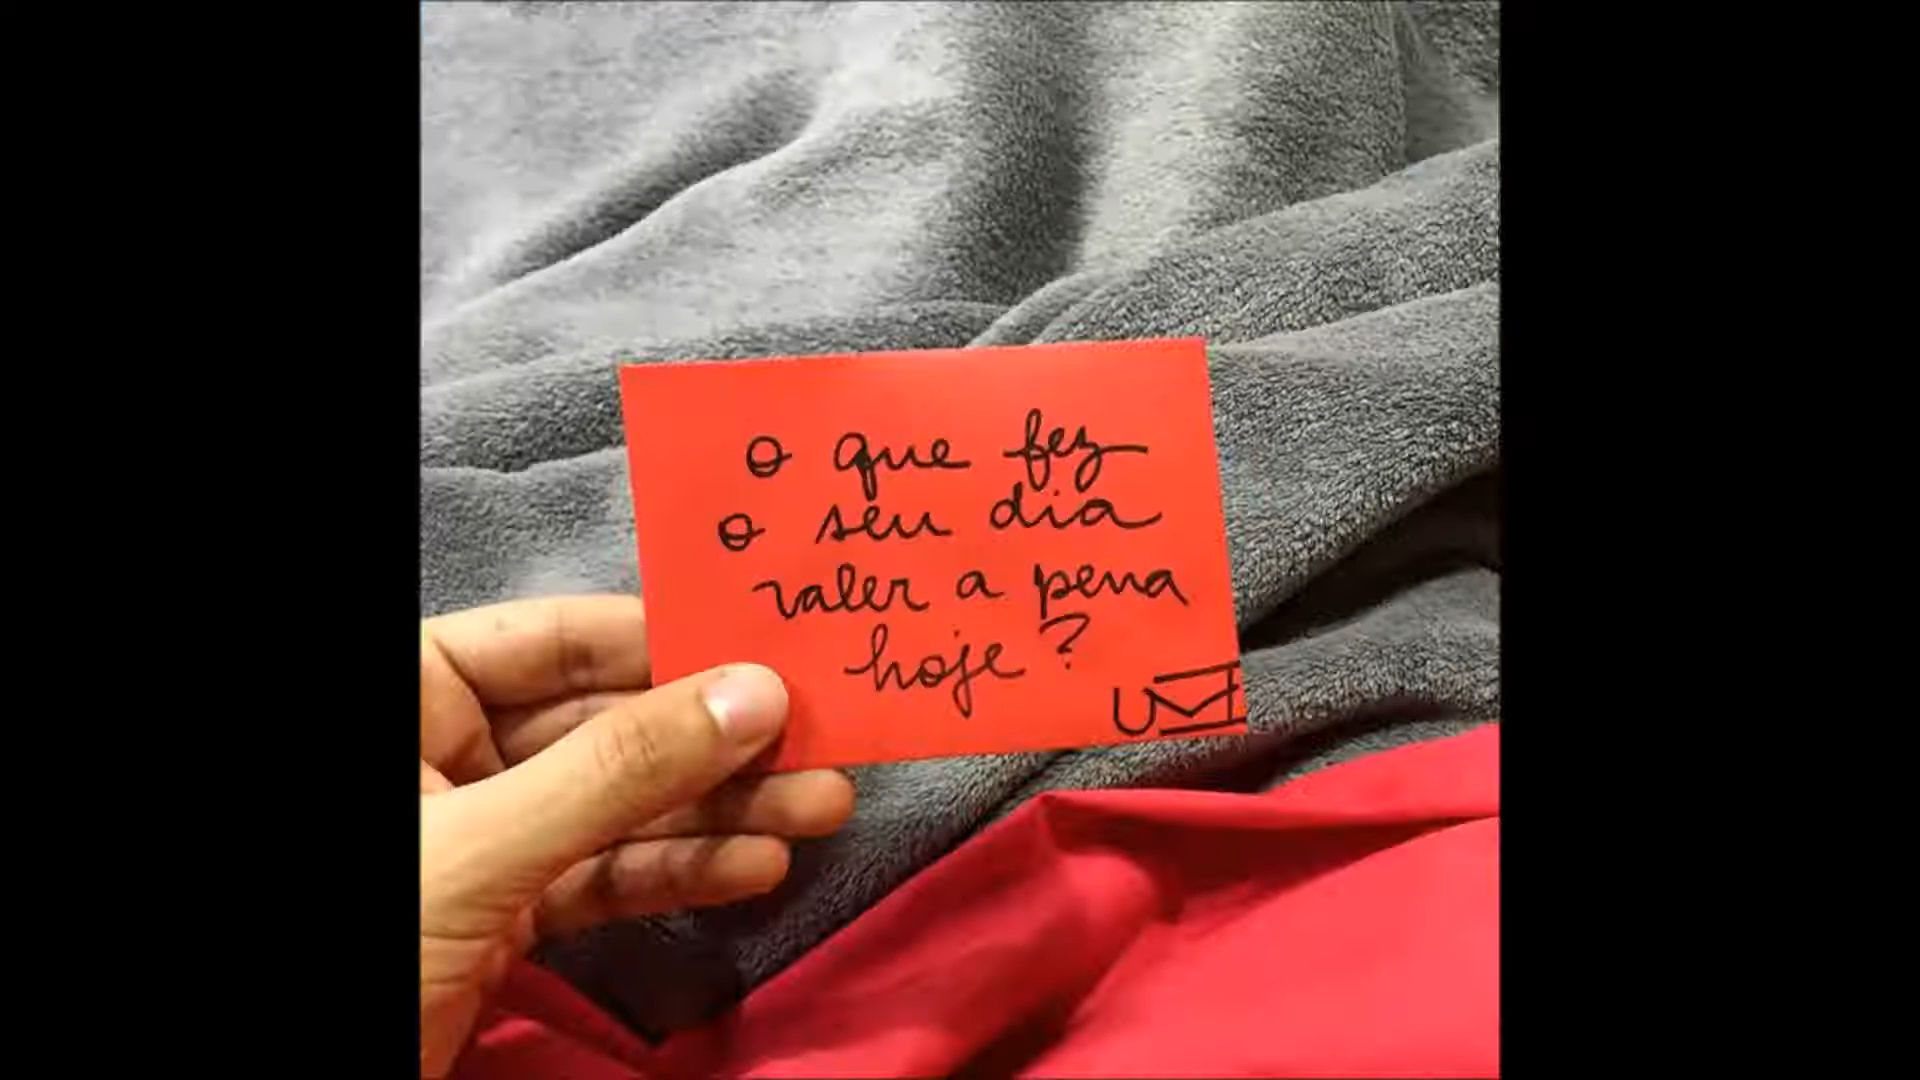 O que fez
o seu dia
valer a pena
hoje?